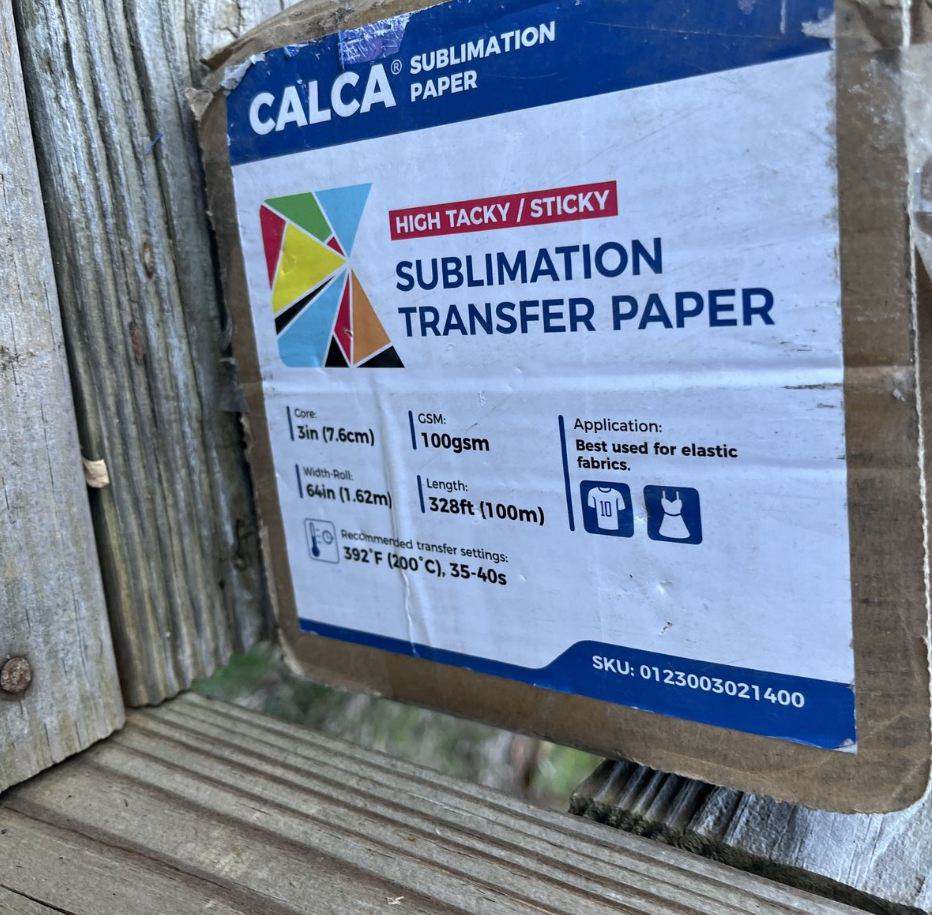 CALCA® SUBLIMATION
PAPER
HIGH TACKY / STICKY
SUBLIMATION
TRANSFER PAPER
Core:
3in (7.6cm)
GSM:
100gsm
Application:
Best used for elastic
fabrics.
Width-Roll:
64in (1.62m)
Length:
328ft (100m)
10
Recommended transfer settings:
392°F (200°C), 35-40s
SKU: 0123003021400